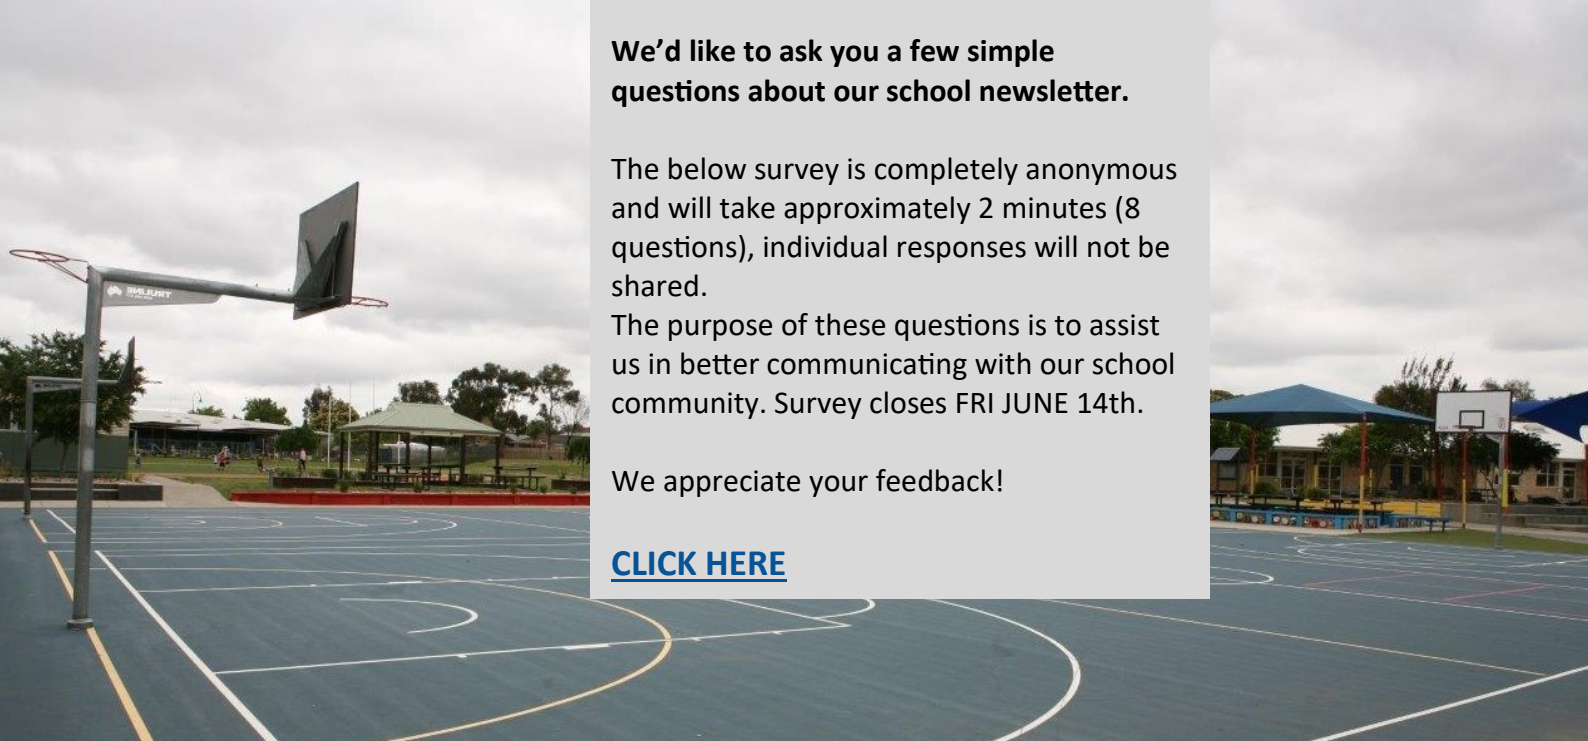 We'd like to ask you a few simple
questions about our school newsletter.
The below survey is completely anonymous
and will take approximately 2 minutes (8
questions), individual responses will not be
shared.
The purpose of these questions is to assist
us in better communicating with our school
community. Survey closes FRI JUNE 14th.
We appreciate your feedback!
CLICK HERE